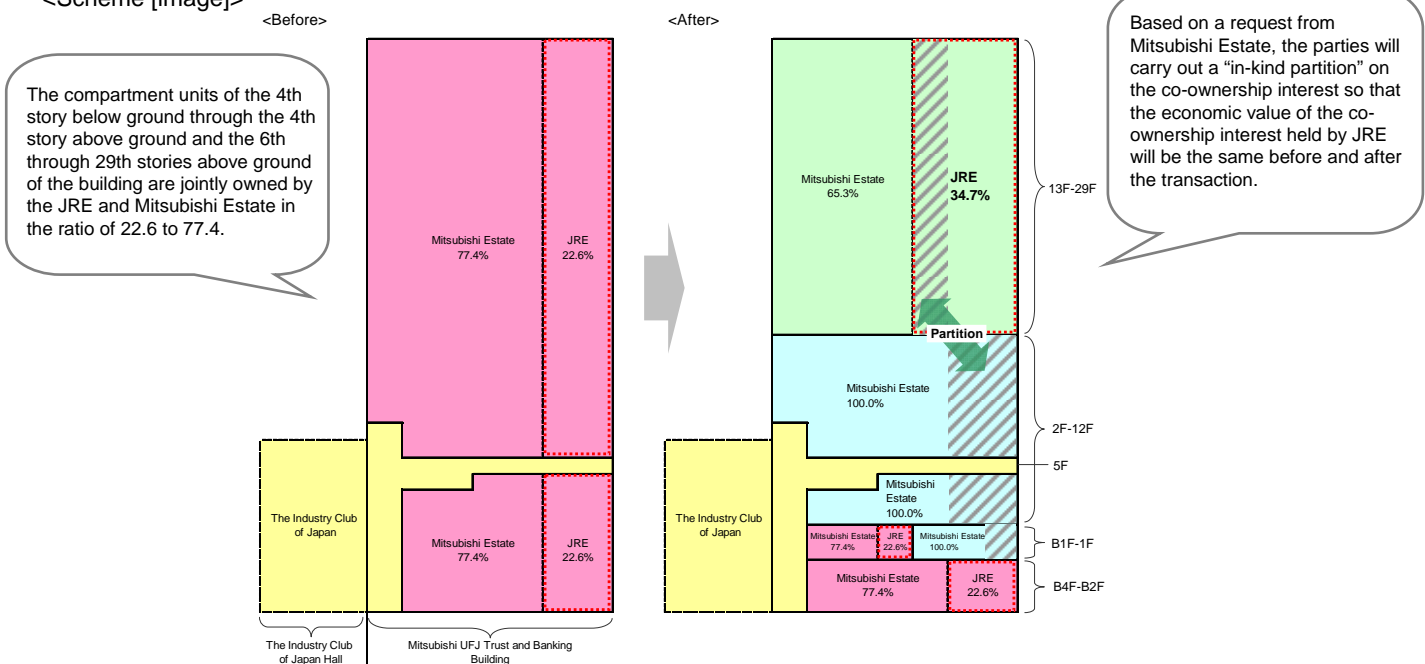 <Scheme [image]>
<Before>
The compartment units of the 4th
story below ground through the 4th
story above ground and the 6th
through 29th stories above ground
of the building are jointly owned by
the JRE and Mitsubishi Estate in
the ratio of 22.6 to 77.4.
Mitsubishi Estate
77.4%
JRE
22.6%
The Industry Club
of Japan
Mitsubishi Estate
77.4%
JRE
22.6%
The Industry Club
of Japan Hall
Mitsubishi UFJ Trust and Banking
Building
<After>
Based on a request from
Mitsubishi Estate, the parties will
carry out a “in-kind partition” on
the co-ownership interest so that
the economic value of the co-
ownership interest held by JRE
will be the same before and after
the transaction.
Mitsubishi Estate
65.3%
JRE
34.7%
13F-29F
Partition
Mitsubishi Estate
100.0%
2F-12F
5F
Mitsubishi
Estate
100.0%
The Industry Club
of Japan
Mitsubishi Estate
77.4%
JRE
22.6%
Mitsubishi Estate
100.0%
B1F-1F
Mitsubishi Estate
77.4%
JRE
22.6%
B4F-B2F